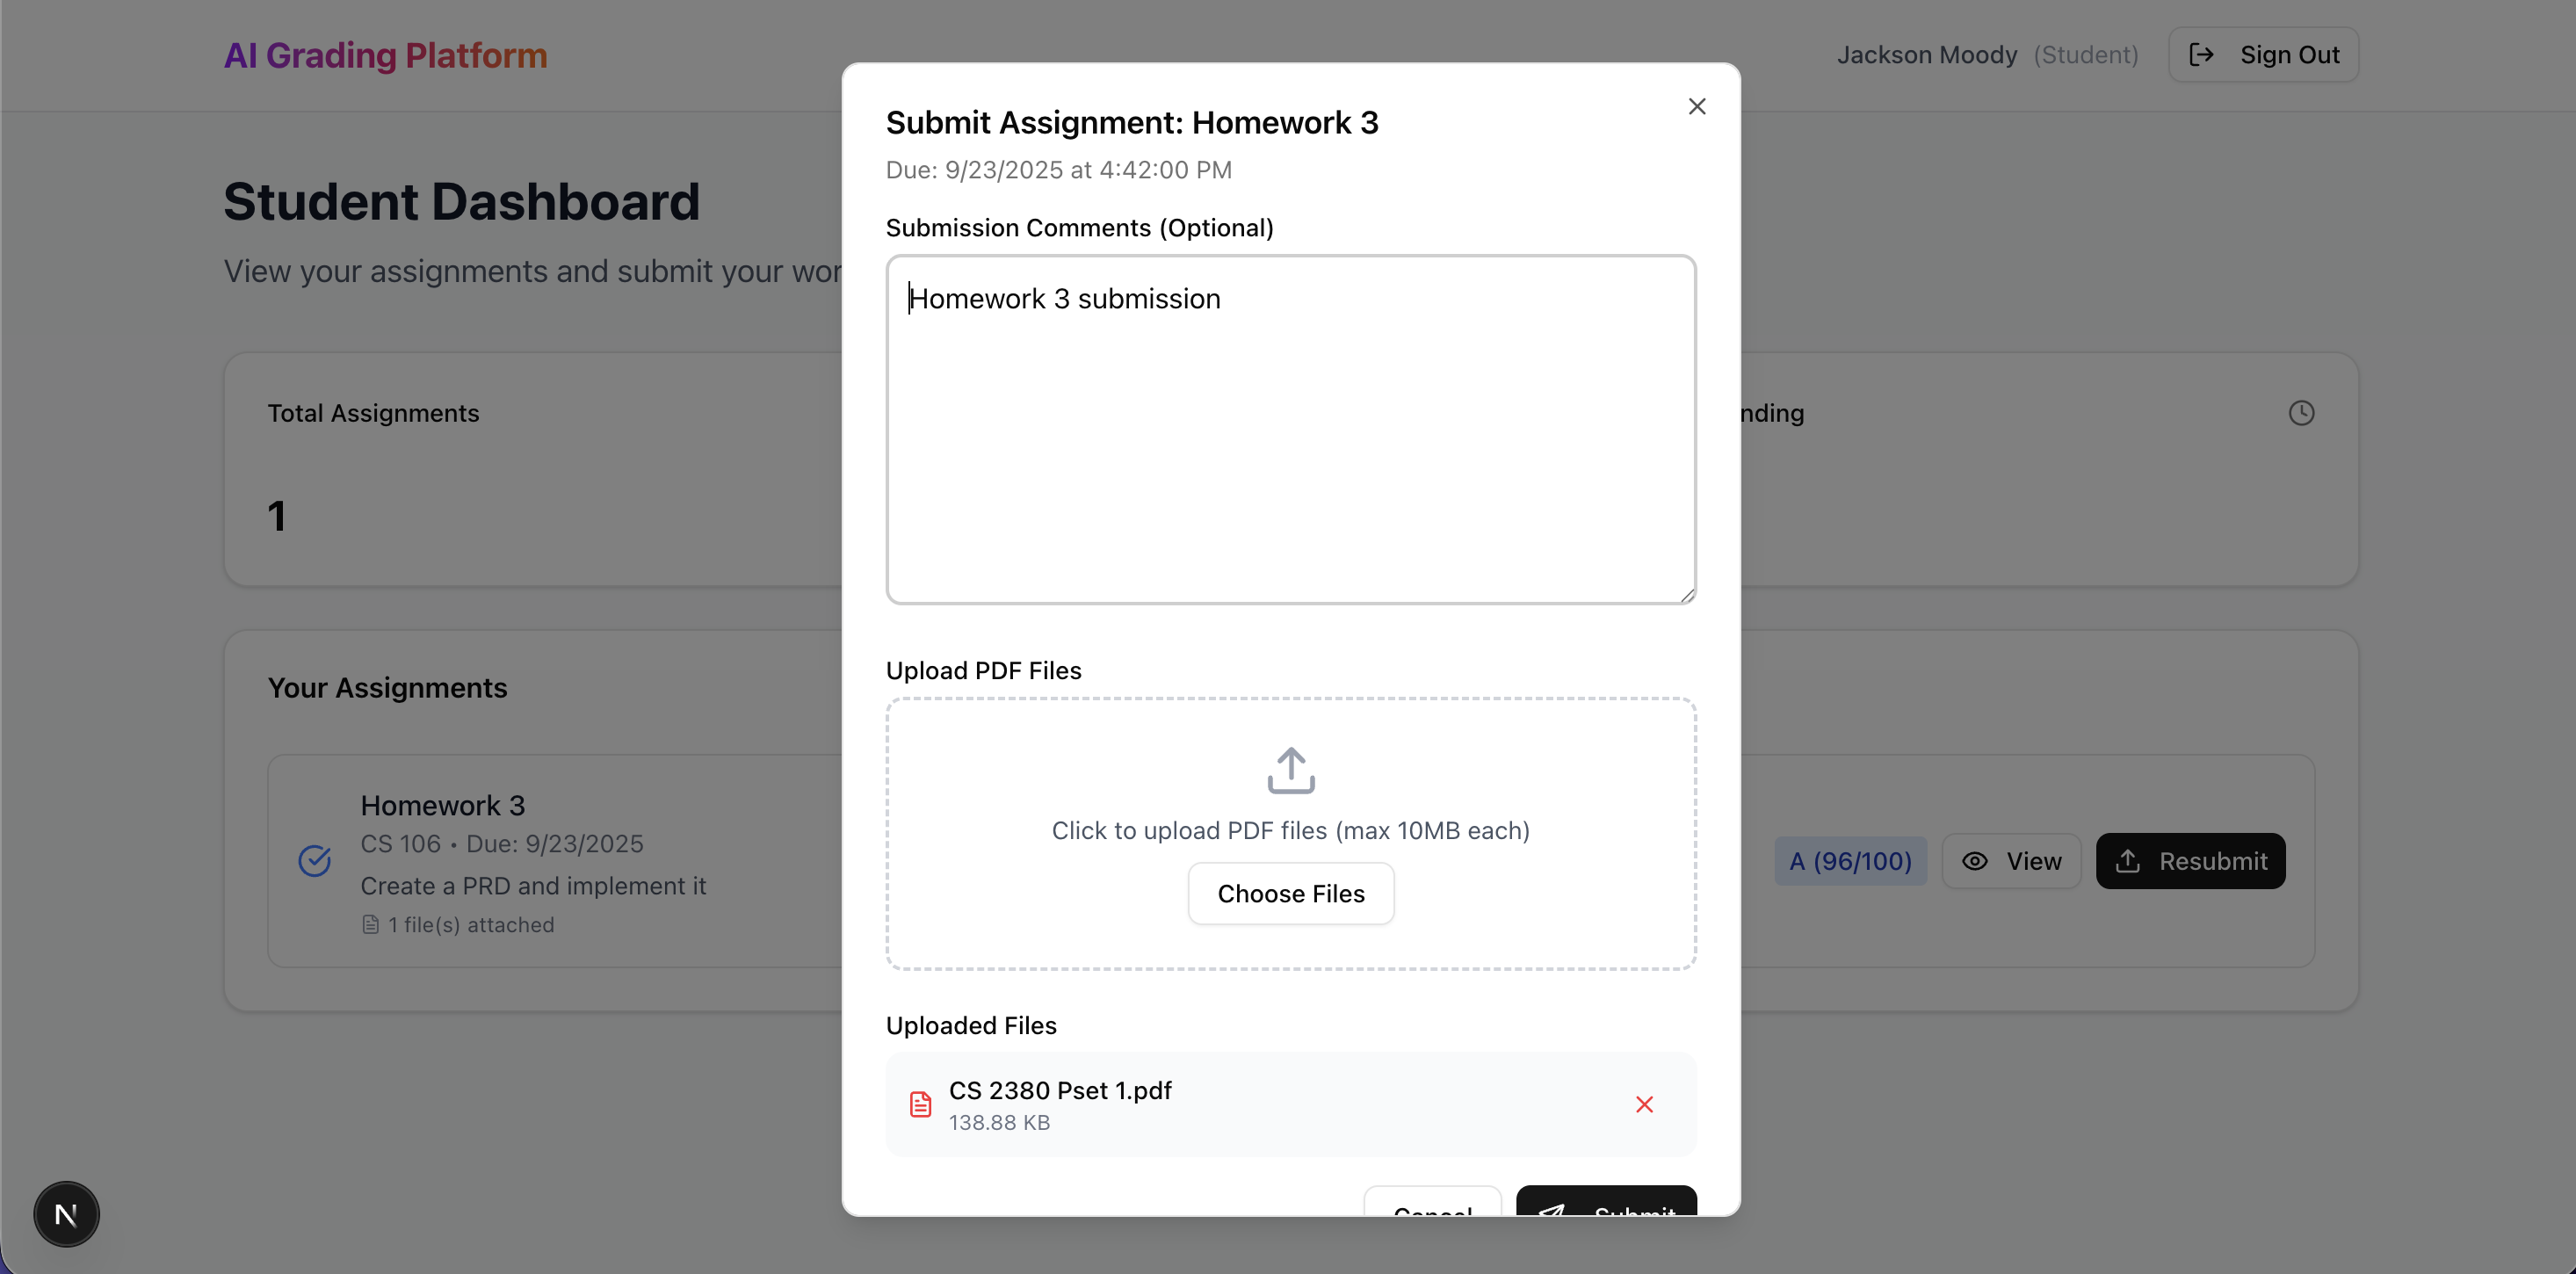 AI Grading Platform
Jackson Moody (Student)
Sign Out
Student Dashboard
View your assignments and submit your wor
Total Assignments
1
nding
Your Assignments
Homework 3
CS 106 • Due: 9/23/2025
Create a PRD and implement it
1 file(s) attached
A (96/100)
View
Resubmit
Submit Assignment: Homework 3
Due: 9/23/2025 at 4:42:00 PM
Submission Comments (Optional)
Homework 3 submission
Upload PDF Files
Click to upload PDF files (max 10MB each)
Choose Files
Uploaded Files
CS 2380 Pset 1.pdf
138.88 KB
Cancel
Submit
N